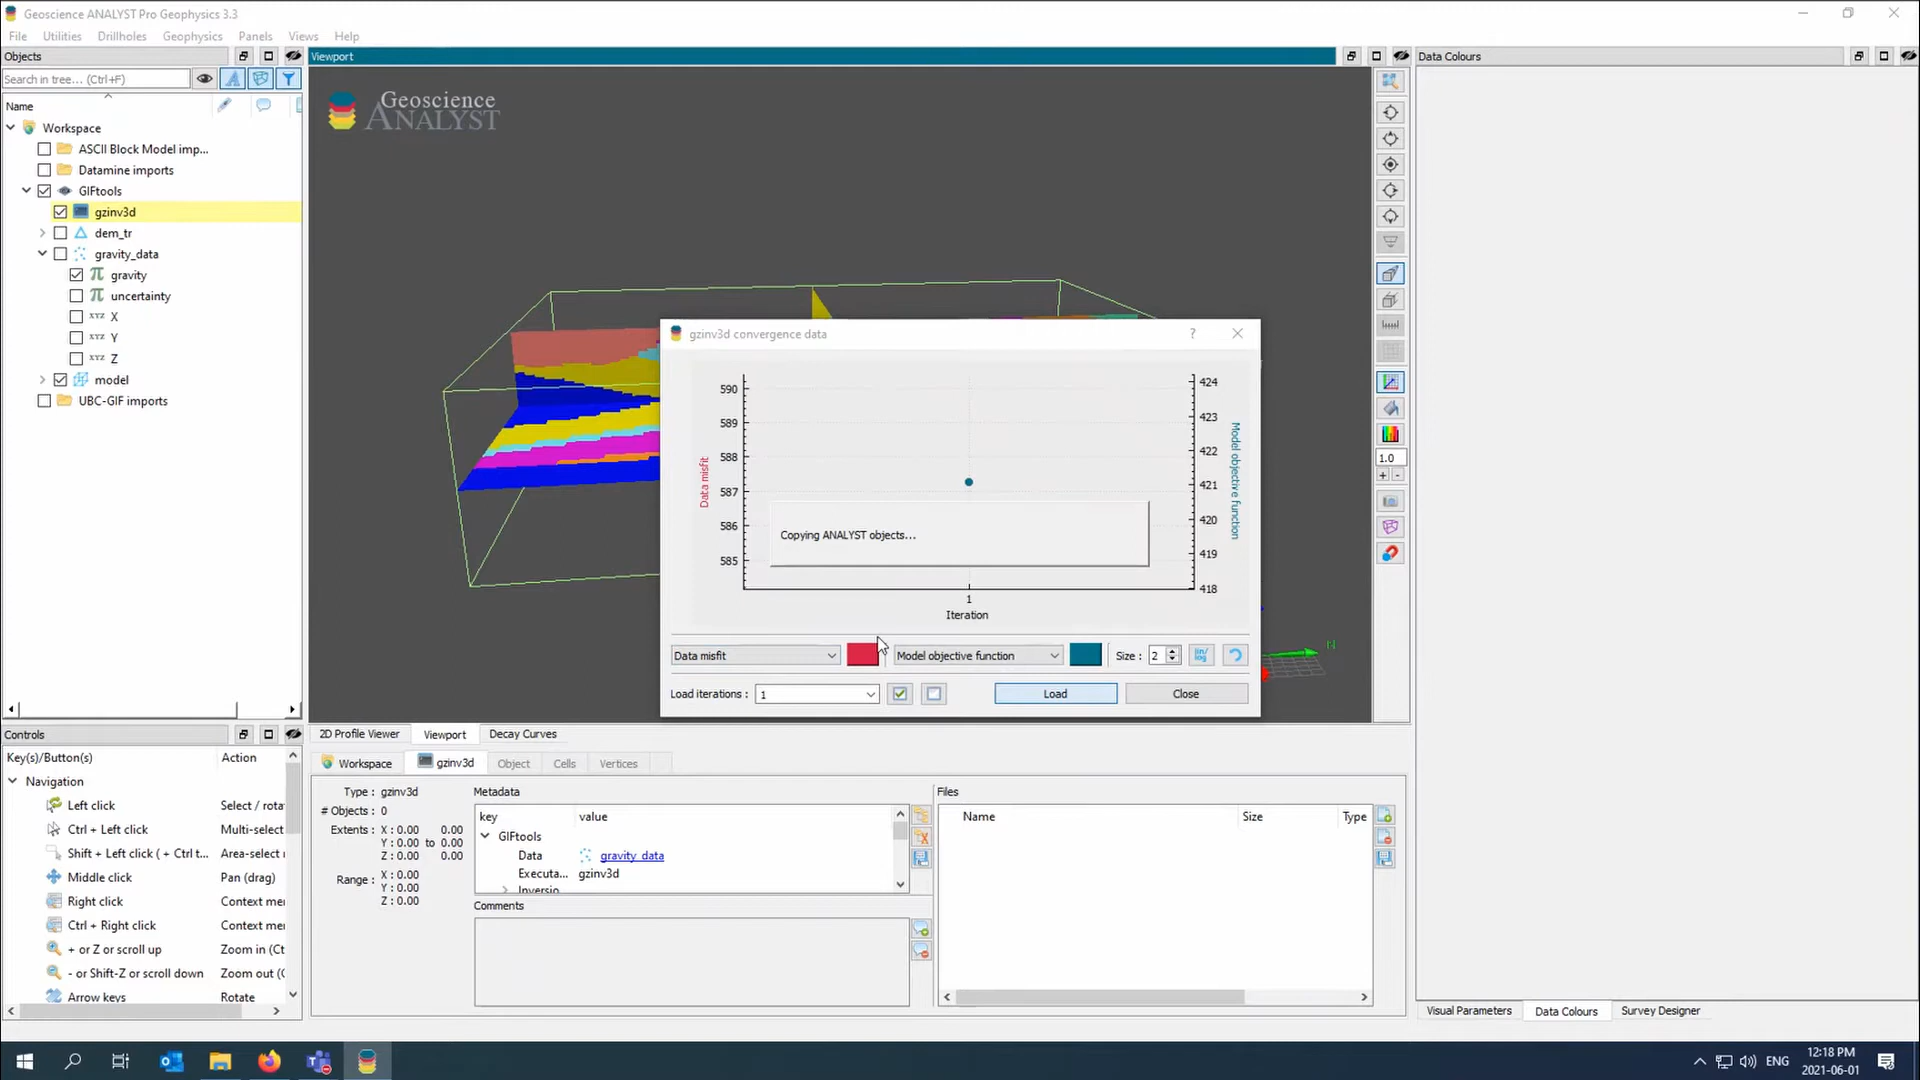 Geoscience ANALYST Pro Geophysics 3.3
File Utilities Drillholes Geophysics Panels Views Help
Objects
Viewport
Data Colours
Search in tree... (Ctrl+F)
Name
Workspace
ASCII Block Model imp...
Datamine imports
GIFtools
gzinv3d
dem_tr
gravity_data
gravity
uncertainty
XYZ X
XYZ Y
XYZ Z
model
UBC-GIF imports
Geoscience
ANALYST
1.0
+ -
gzinv3d convergence data
?
590
589
588
587
586
585
Data misfit
424
423
422
421
420
419
418
Model objective function
Copying ANALYST objects...
1
Iteration
Data misfit
Model objective function
Size : 2
lin/log
Load iterations : 1
Load
Close
Controls
Key(s)/Button(s) Action
Navigation
Left click Select / rota
Ctrl + Left click Multi-select
Shift + Left click ( + Ctrl t... Area-select
Middle click Pan (drag)
Right click Context me
Ctrl + Right click Context me
+ or Z or scroll up Zoom in (Ct
- or Shift-Z or scroll down Zoom out (C
Arrow keys Rotate
2D Profile Viewer Viewport Decay Curves
Workspace gzinv3d Object Cells Vertices
Type : gzinv3d
# Objects : 0
Extents : X : 0.00 0.00
Y : 0.00 to 0.00
Z : 0.00 0.00
Range : X : 0.00
Y : 0.00
Z : 0.00
Metadata
key value
GIFtools
Data gravity_data
Executa... gzinv3d
Inversio
Comments
Files
Name Size Type
Visual Parameters Data Colours Survey Designer
ENG
12:18 PM
2021-06-01